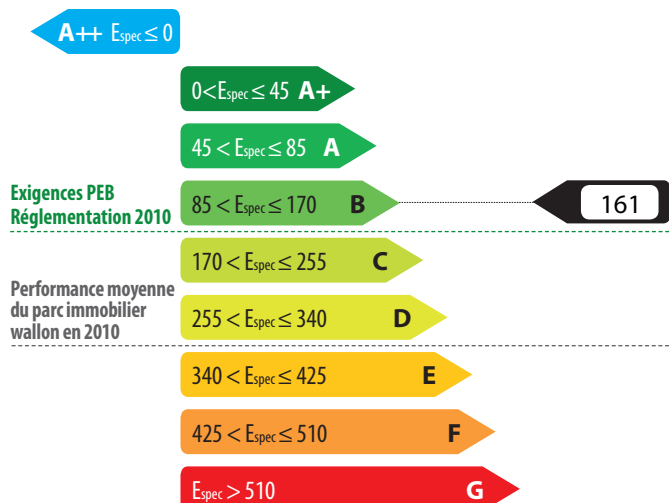 A++ Espec ≤ 0
0<Espec ≤ 45 A+
45 < Espec ≤ 85 A
Exigences PEB
Réglementation 2010
85 < Espec ≤ 170 B
161
170 < Espec ≤ 255 C
Performance moyenne
du parc immobilier
wallon en 2010
255 < Espec ≤ 340 D
340 < Espec ≤ 425 E
425 < Espec ≤ 510 F
Espec > 510 G